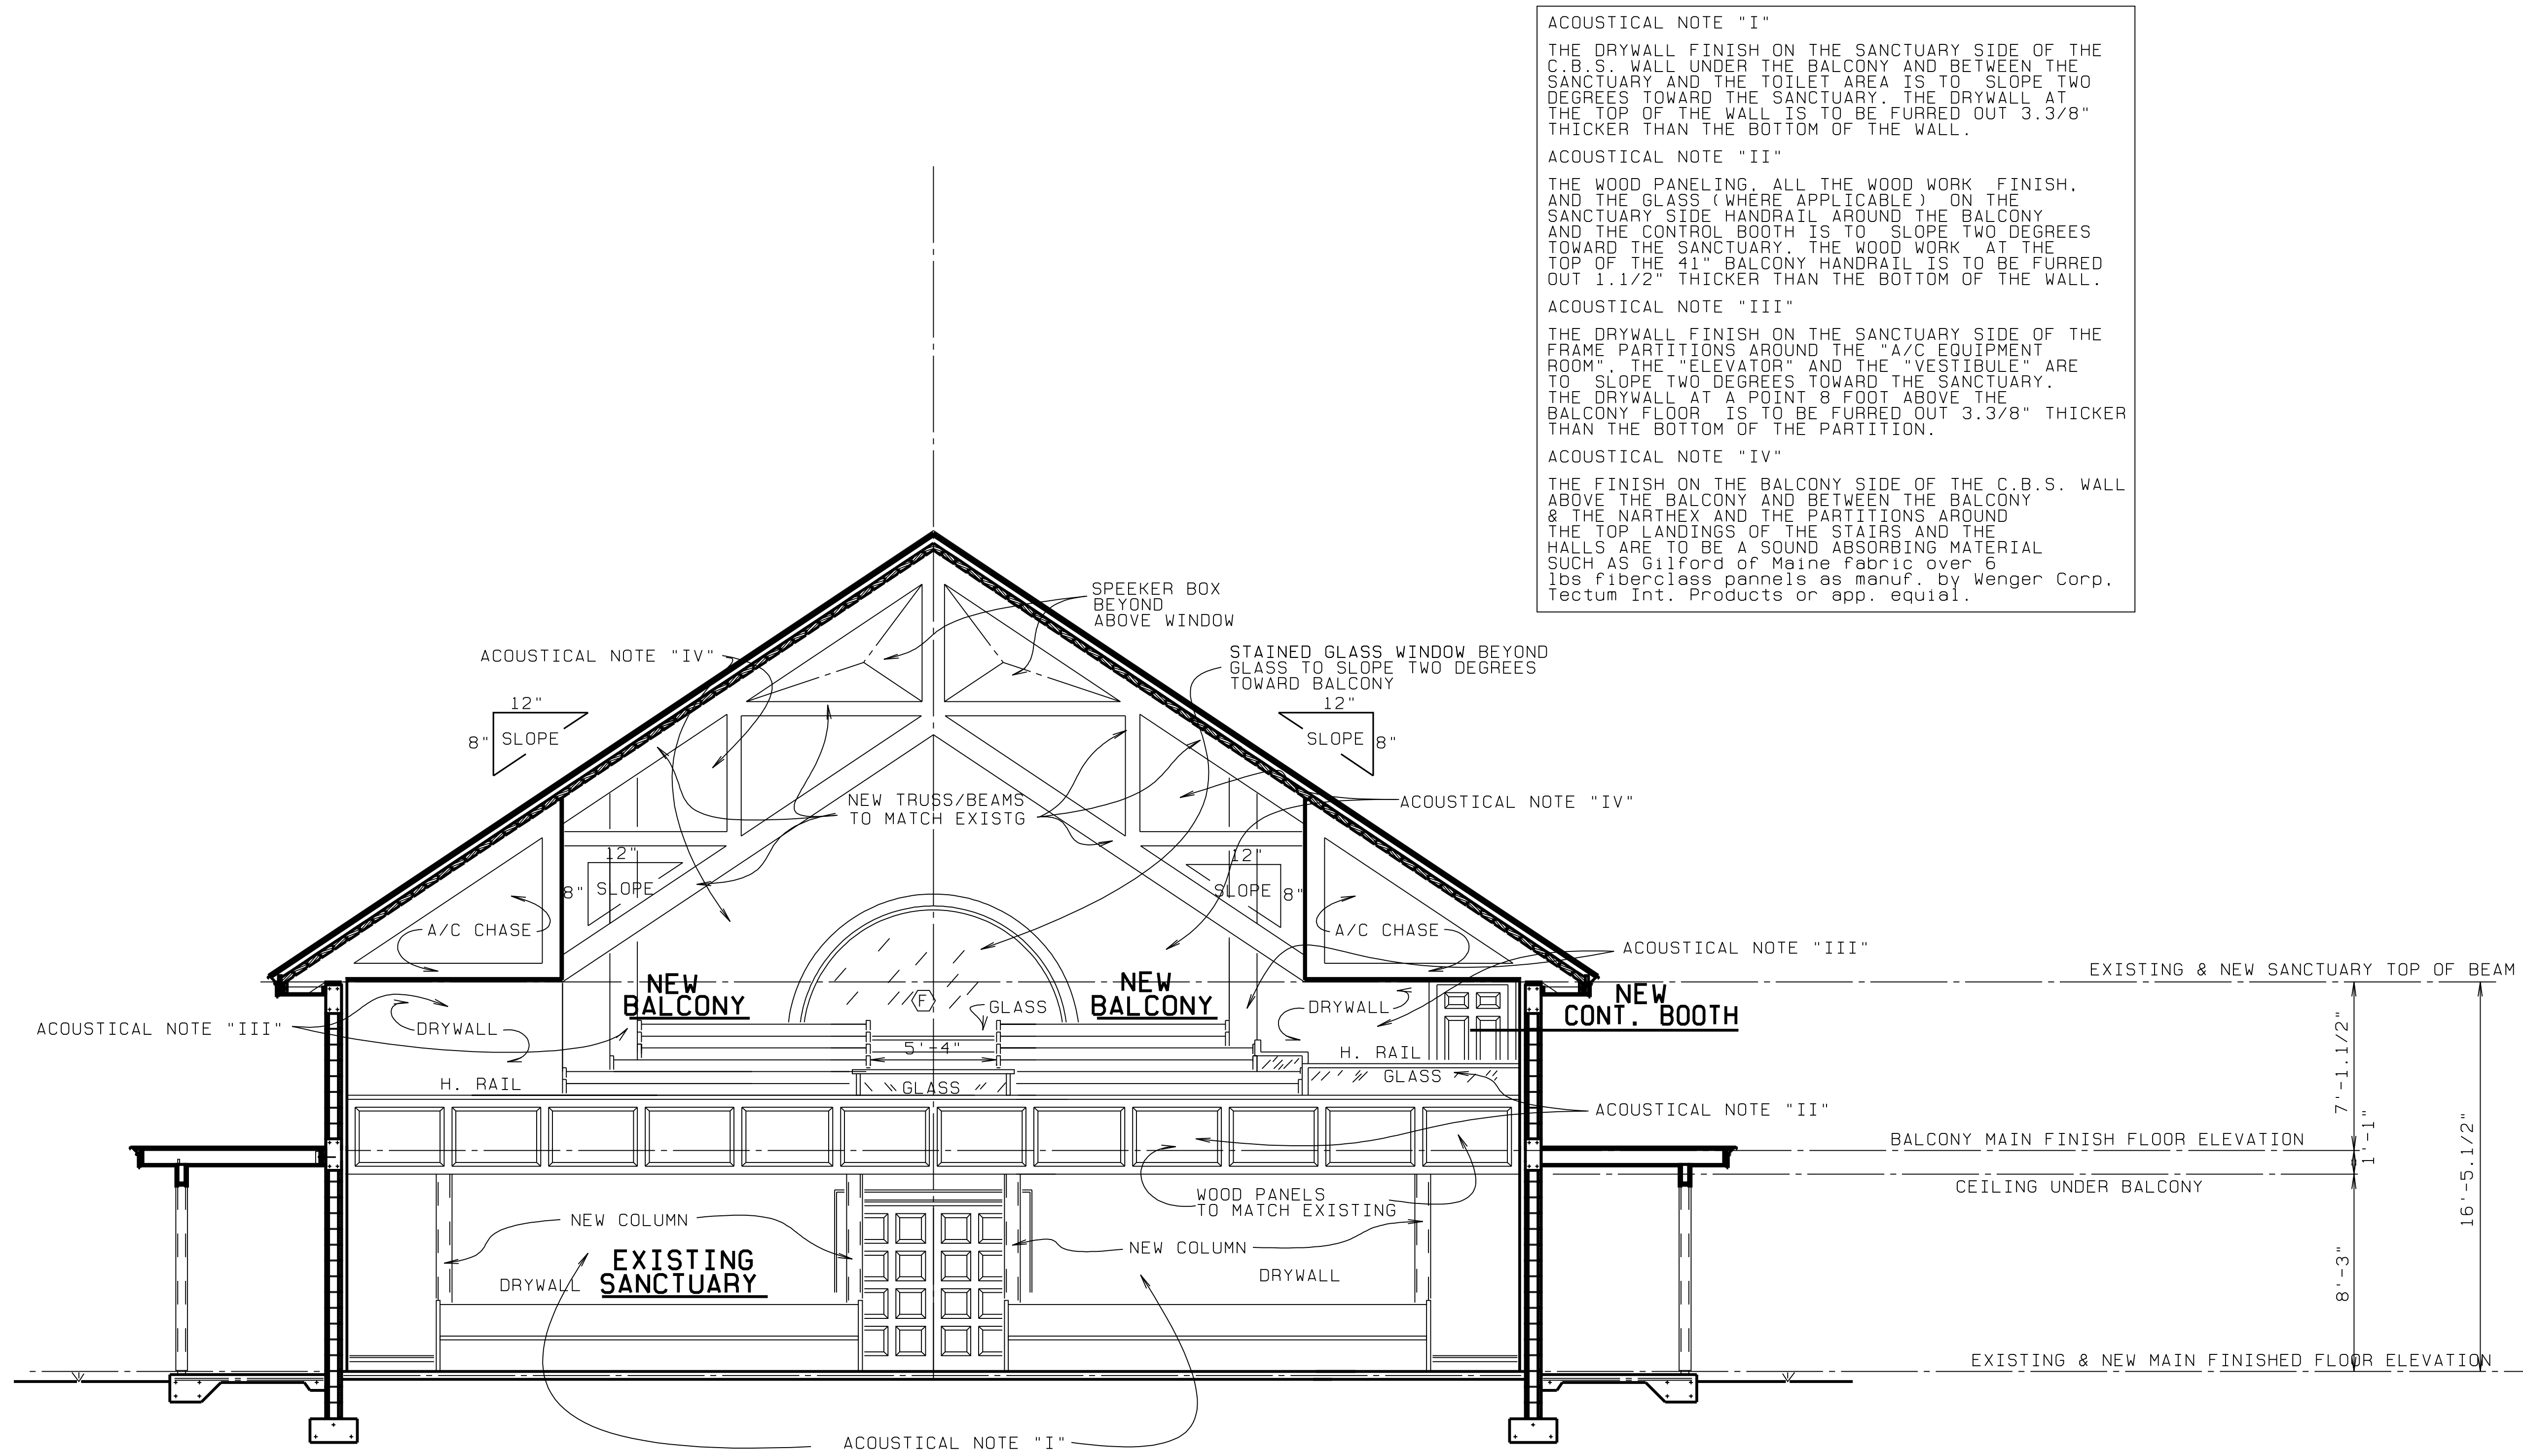 ACOUSTICAL NOTE "I"
THE DRYWALL FINISH ON THE SANCTUARY SIDE OF THE
C.B.S. WALL UNDER THE BALCONY AND BETWEEN THE
SANCTUARY AND THE TOILET AREA IS TO SLOPE TWO
DEGREES TOWARD THE SANCTUARY. THE DRYWALL AT
THE TOP OF THE WALL IS TO BE FURRED OUT 3.3/8"
THICKER THAN THE BOTTOM OF THE WALL.
ACOUSTICAL NOTE "II"
THE WOOD PANELING, ALL THE WOOD WORK FINISH,
AND THE GLASS (WHERE APPLICABLE) ON THE
SANCTUARY SIDE HANDRAIL AROUND THE BALCONY
AND THE CONTROL BOOTH IS TO SLOPE TWO DEGREES
TOWARD THE SANCTUARY. THE WOOD WORK AT THE
TOP OF THE 41" BALCONY HANDRAIL IS TO BE FURRED
OUT 1.1/2" THICKER THAN THE BOTTOM OF THE WALL.
ACOUSTICAL NOTE "III"
THE DRYWALL FINISH ON THE SANCTUARY SIDE OF THE
FRAME PARTITIONS AROUND THE "A/C EQUIPMENT
ROOM", THE "ELEVATOR" AND THE "VESTIBULE" ARE
TO SLOPE TWO DEGREES TOWARD THE SANCTUARY.
THE DRYWALL AT A POINT 8 FOOT ABOVE THE
BALCONY FLOOR IS TO BE FURRED OUT 3.3/8" THICKER
THAN THE BOTTOM OF THE PARTITION.
ACOUSTICAL NOTE "IV"
THE FINISH ON THE BALCONY SIDE OF THE C.B.S. WALL
ABOVE THE BALCONY AND BETWEEN THE BALCONY
& THE NARTHEX AND THE PARTITIONS AROUND
THE TOP LANDINGS OF THE STAIRS AND THE
HALLS ARE TO BE A SOUND ABSORBING MATERIAL
SUCH AS Gilford of Maine fabric over 6
lbs fiberclass pannels as manuf. by Wenger Corp,
Tectum Int. Products or app. equial.
SPEEKER BOX
BEYOND
ABOVE WINDOW
ACOUSTICAL NOTE "IV"
STAINED GLASS WINDOW BEYOND
GLASS TO SLOPE TWO DEGREES
TOWARD BALCONY
12"
8" SLOPE
12"
SLOPE 8"
NEW TRUSS/BEAMS
TO MATCH EXISTG
ACOUSTICAL NOTE "IV"
12"
8" SLOPE
12"
SLOPE 8"
A/C CHASE
A/C CHASE
ACOUSTICAL NOTE "III"
EXISTING & NEW SANCTUARY TOP OF BEAM
NEW
BALCONY
NEW
BALCONY
F
GLASS
NEW
CONT. BOOTH
ACOUSTICAL NOTE "III"
DRYWALL
DRYWALL
5'-4"
H. RAIL
H. RAIL
GLASS
GLASS
ACOUSTICAL NOTE "II"
7'-1.1/2"
1'-1"
16'-5.1/2"
BALCONY MAIN FINISH FLOOR ELEVATION
CEILING UNDER BALCONY
WOOD PANELS
TO MATCH EXISTING
NEW COLUMN
NEW COLUMN
EXISTING
SANCTUARY
DRYWALL
DRYWALL
8'-3"
EXISTING & NEW MAIN FINISHED FLOOR ELEVATION
ACOUSTICAL NOTE "I"